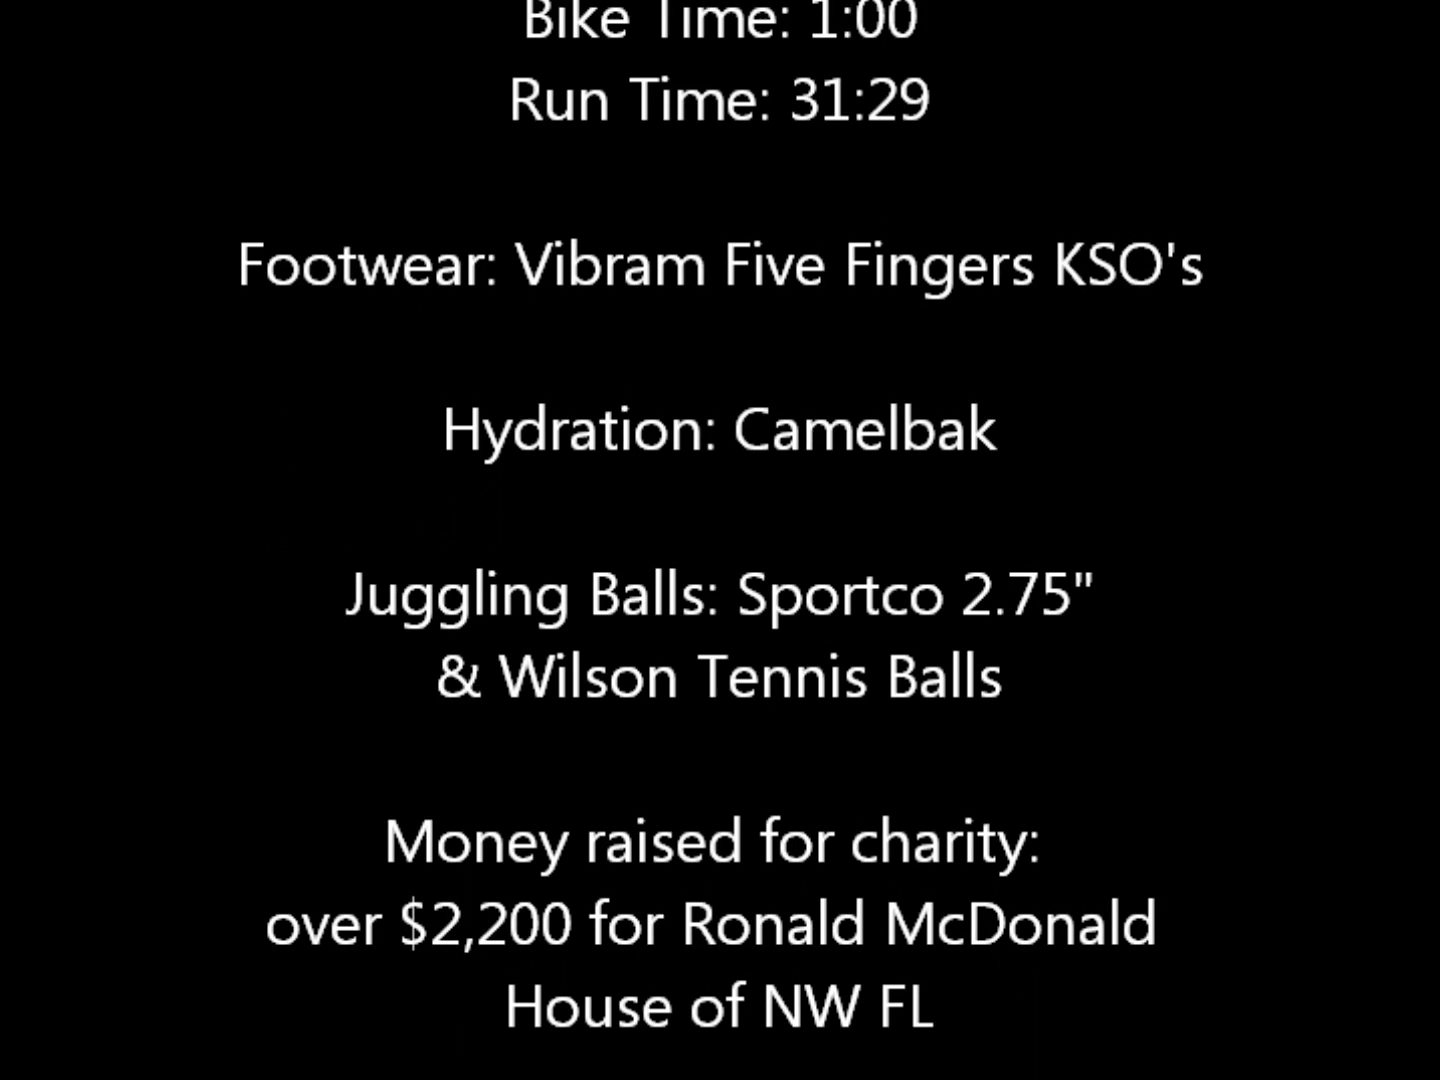 Bike Time: 1:00
Run Time: 31:29
Footwear: Vibram Five Fingers KSO's
Hydration: Camelbak
Juggling Balls: Sportco 2.75"
& Wilson Tennis Balls
Money raised for charity:
over $2,200 for Ronald McDonald
House of NW FL